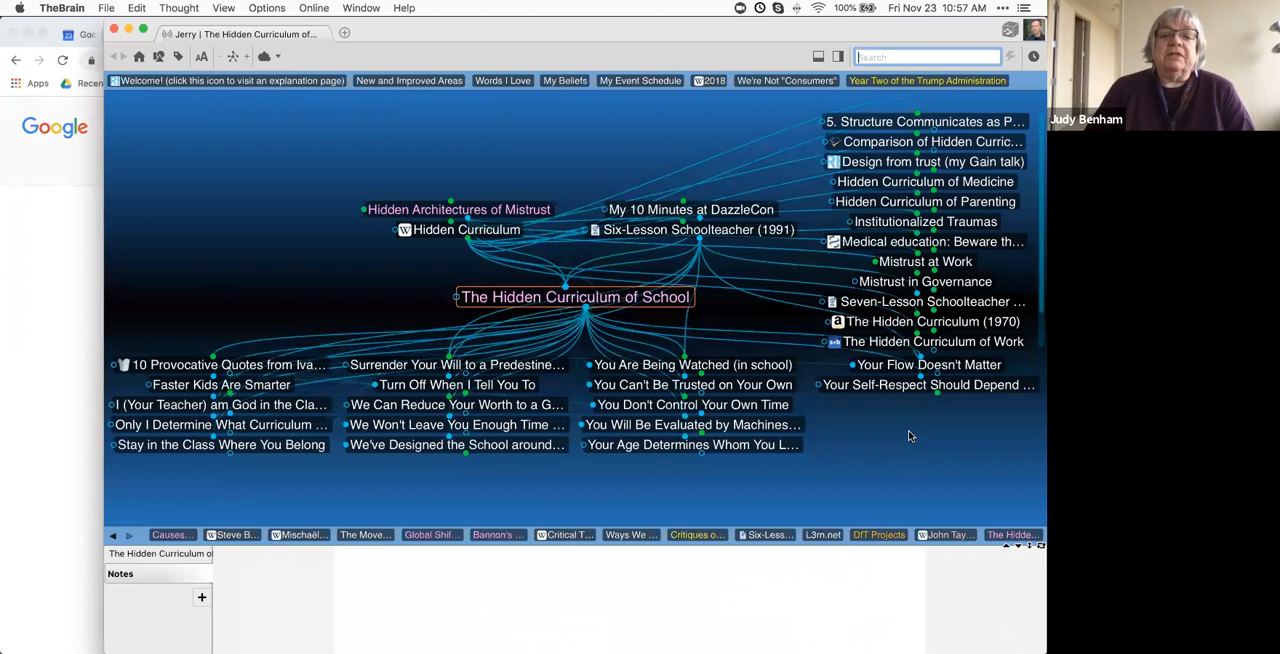 TheBrain File Edit Thought View Options Online Window Help 100% Fri Nov 23 10:57 AM
Jerry | The Hidden Curriculum of...
Search
Apps Recen
Welcome! (click this icon to visit an explanation page) New and Improved Areas Words I Love My Beliefs My Event Schedule 2018 We're Not "Consumers" Year Two of the Trump Administration
Google
Judy Benham
5. Structure Communicates as P...
Comparison of Hidden Curric...
Design from trust (my Gain talk)
Hidden Curriculum of Medicine
Hidden Curriculum of Parenting
Institutionalized Traumas
Medical education: Beware th...
Mistrust at Work
Mistrust in Governance
Seven-Lesson Schoolteacher ...
The Hidden Curriculum (1970)
The Hidden Curriculum of Work
Hidden Architectures of Mistrust
Hidden Curriculum
My 10 Minutes at DazzleCon
Six-Lesson Schoolteacher (1991)
The Hidden Curriculum of School
10 Provocative Quotes from Iva...
Faster Kids Are Smarter
I (Your Teacher) am God in the Cla...
Only I Determine What Curriculum ...
Stay in the Class Where You Belong
Surrender Your Will to a Predestine...
Turn Off When I Tell You To
We Can Reduce Your Worth to a G...
We Won't Leave You Enough Time ...
We've Designed the School around...
You Are Being Watched (in school)
You Can't Be Trusted on Your Own
You Don't Control Your Own Time
You Will Be Evaluated by Machines...
Your Age Determines Whom You L...
Your Flow Doesn't Matter
Your Self-Respect Should Depend ...
Causes... Steve B... Mischaël... The Move... Global Shif... Bannon's ... Critical T... Ways We ... Critiques o... Six-Less... L3rn.net DfT Projects John Tay... The Hidde...
The Hidden Curriculum of
Notes